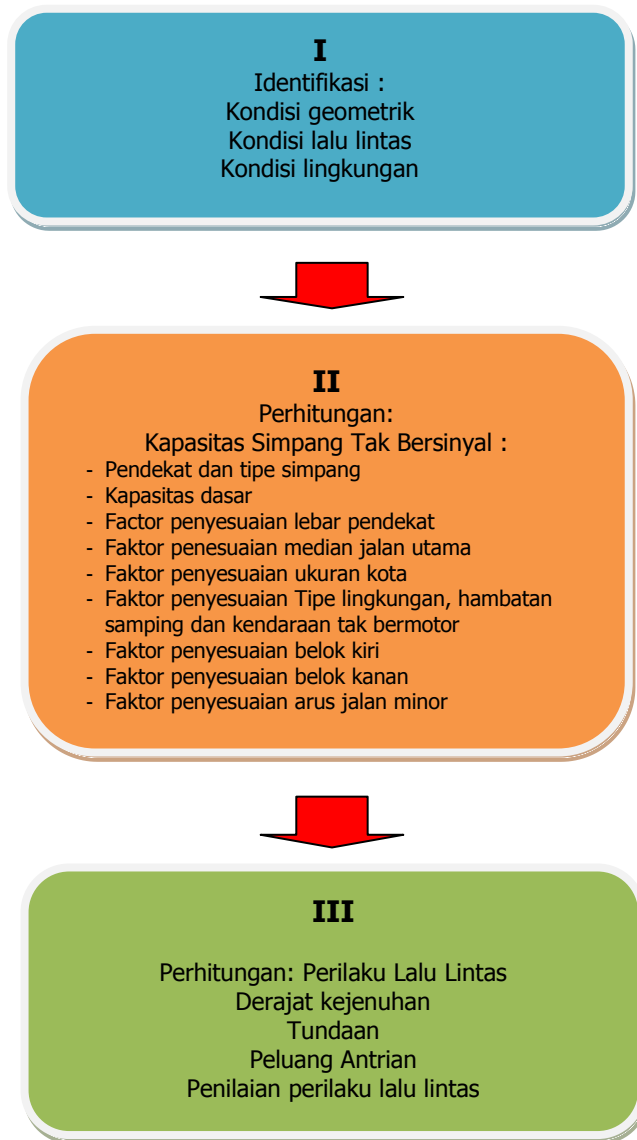 I
Identifikasi :
Kondisi geometrik
Kondisi lalu lintas
Kondisi lingkungan
II
Perhitungan:
Kapasitas Simpang Tak Bersinyal :
- Pendekat dan tipe simpang
- Kapasitas dasar
- Factor penyesuaian lebar pendekat
- Faktor penesuaian median jalan utama
- Faktor penyesuaian ukuran kota
- Faktor penyesuaian Tipe lingkungan, hambatan
samping dan kendaraan tak bermotor
- Faktor penyesuaian belok kiri
- Faktor penyesuaian belok kanan
- Faktor penyesuaian arus jalan minor
III
Perhitungan: Perilaku Lalu Lintas
Derajat kejenuhan
Tundaan
Peluang Antrian
Penilaian perilaku lalu lintas